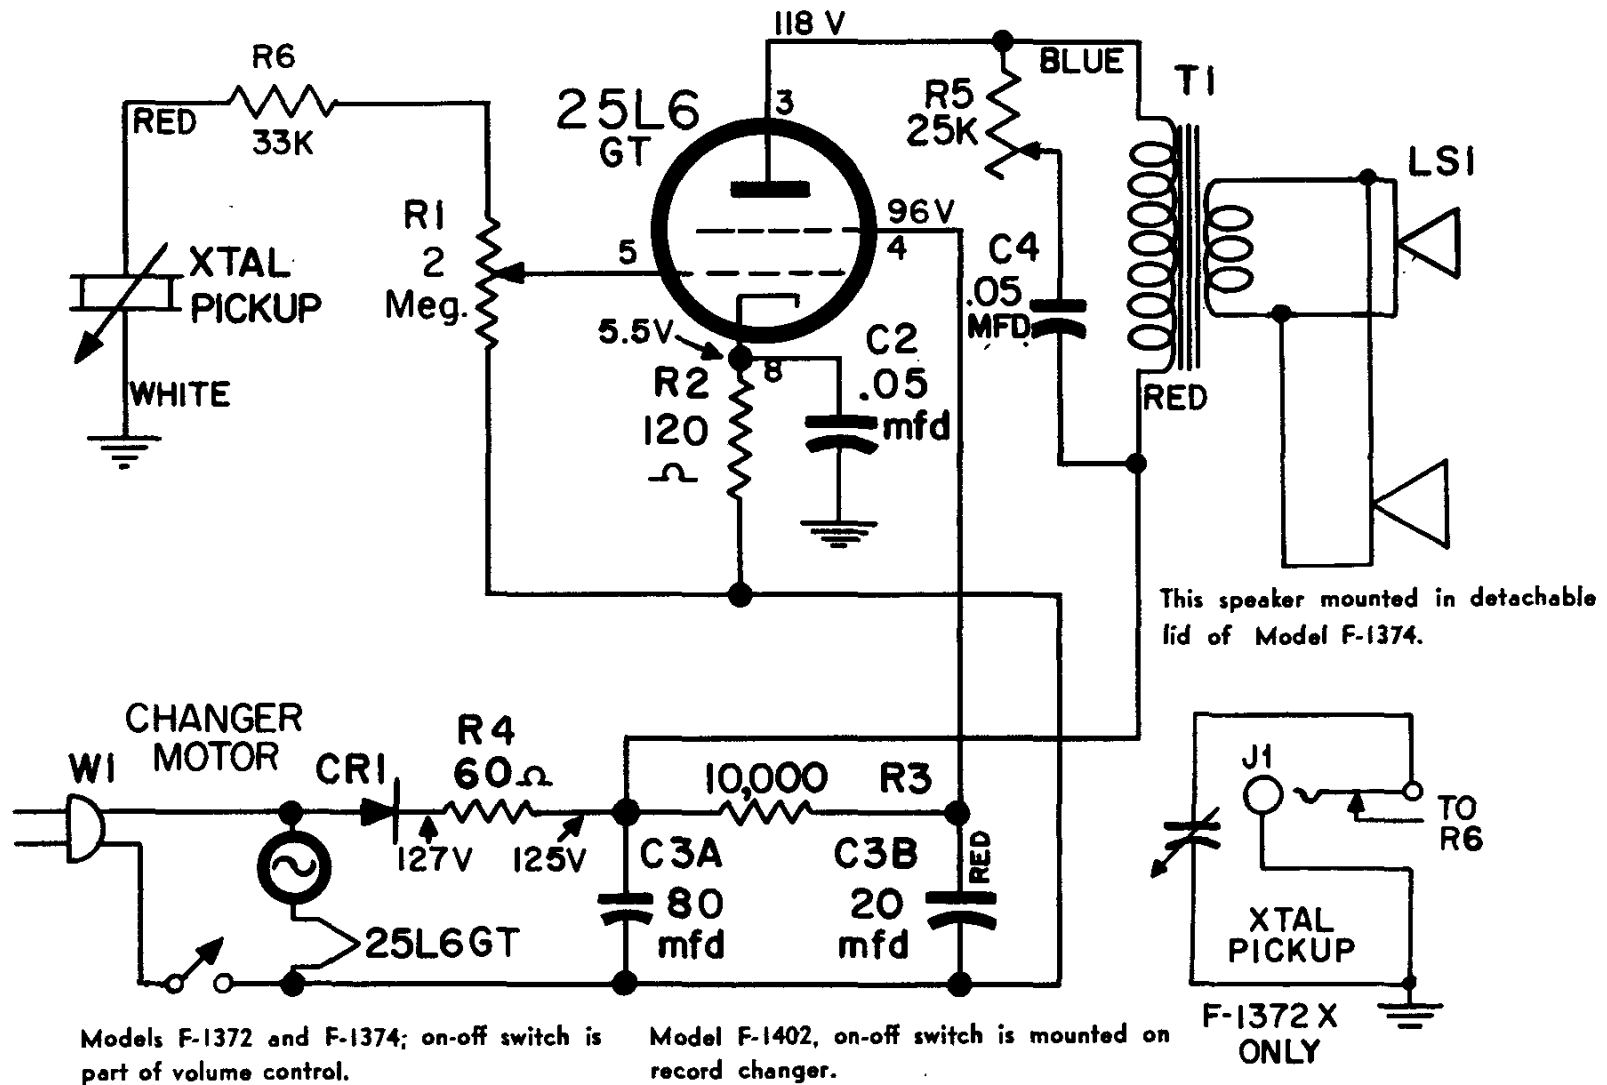 118 V
BLUE
T1
R6
33K
RED
25L6
GT
3
R5
25K
LS1
R1
2
Meg.
XTAL
PICKUP
5
96V
4
C4
.05
MFD
5.5V
8
C2
.05
mfd
R2
120
Ω
WHITE
RED
This speaker mounted in detachable
lid of Model F-1374.
CHANGER
MOTOR
W1
CR1
R4
60Ω
10,000
R3
127V
125V
C3A
80
mfd
C3B
20
mfd
RED
25L6GT
J1
TO
R6
XTAL
PICKUP
F-1372X
ONLY
Models F-1372 and F-1374; on-off switch is
part of volume control.
Model F-1402, on-off switch is mounted on
record changer.